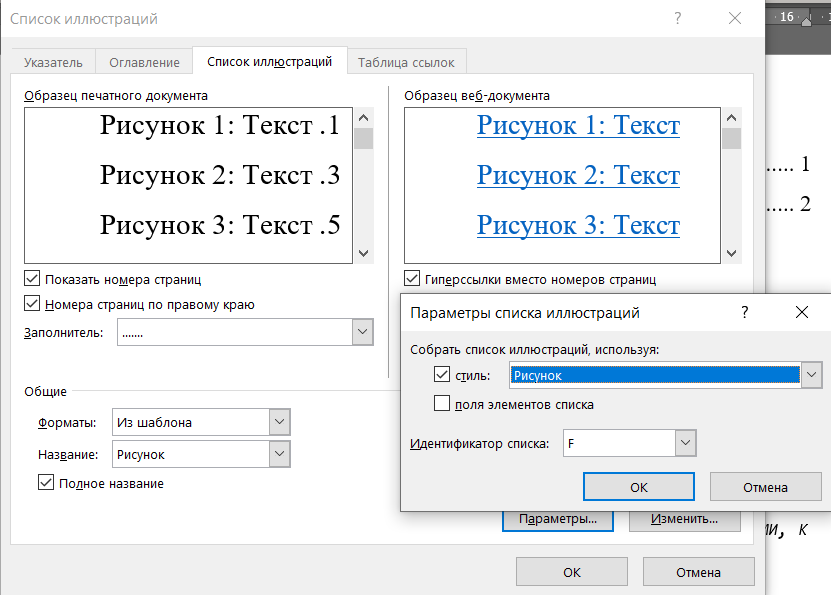 Список иллюстраций
16
Указатель
Оглавление
Список иллюстраций
Таблица ссылок
Образец печатного документа
Рисунок 1: Текст .1
Рисунок 2: Текст .3
Рисунок 3: Текст .5
Образец веб-документа
Рисунок 1: Текст
Рисунок 2: Текст
Рисунок 3: Текст
..... 1
..... 2
Показать номера страниц
Номера страниц по правому краю
Заполнитель: .......
Гиперссылки вместо номеров страниц
Общие
Форматы: Из шаблона
Название: Рисунок
Полное название
Параметры списка иллюстраций
?
Собрать список иллюстраций, используя:
стиль: Рисунок
поля элементов списка
Идентификатор списка: F
ОК
Отмена
Параметры...
Изменить...
ОК
Отмена